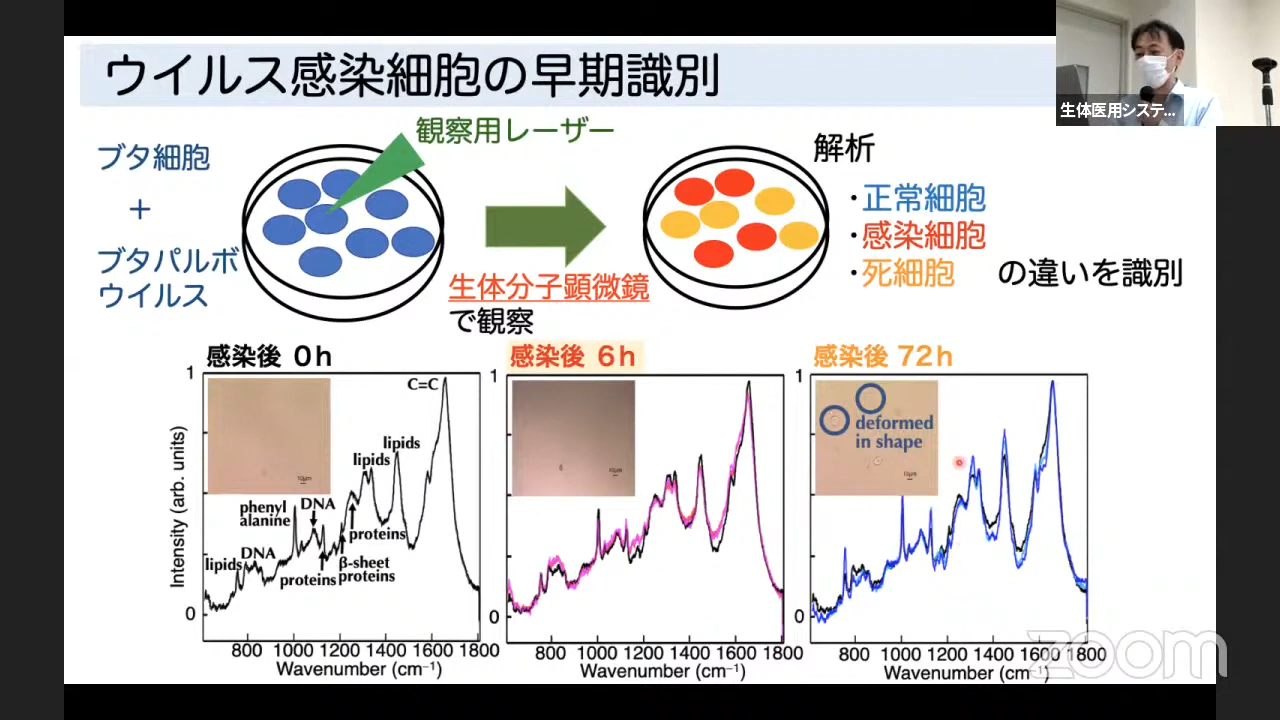 ウイルス感染細胞の早期識別
生体医用システ...
ブタ細胞
+
ブタパルボ
ウイルス
観察用レーザー
生体分子顕微鏡
で観察
解析
・正常細胞
・感染細胞
・死細胞 の違いを識別
感染後 0h
1
0
Intensity (arb. units)
10μm
C=C
lipids
lipids
phenyl
alanine
DNA
proteins
DNA
lipids
proteins
β-sheet
proteins
800 1000 1200 1400 1600 1800
Wavenumber (cm⁻¹)
感染後 6h
1
0
10μm
800 1000 1200 1400 1600 1800
Wavenumber (cm⁻¹)
感染後 72h
1
0
deformed
in shape
10μm
800 1000 1200 1400 1600 1800
Wavenumber (cm⁻¹)
zoom